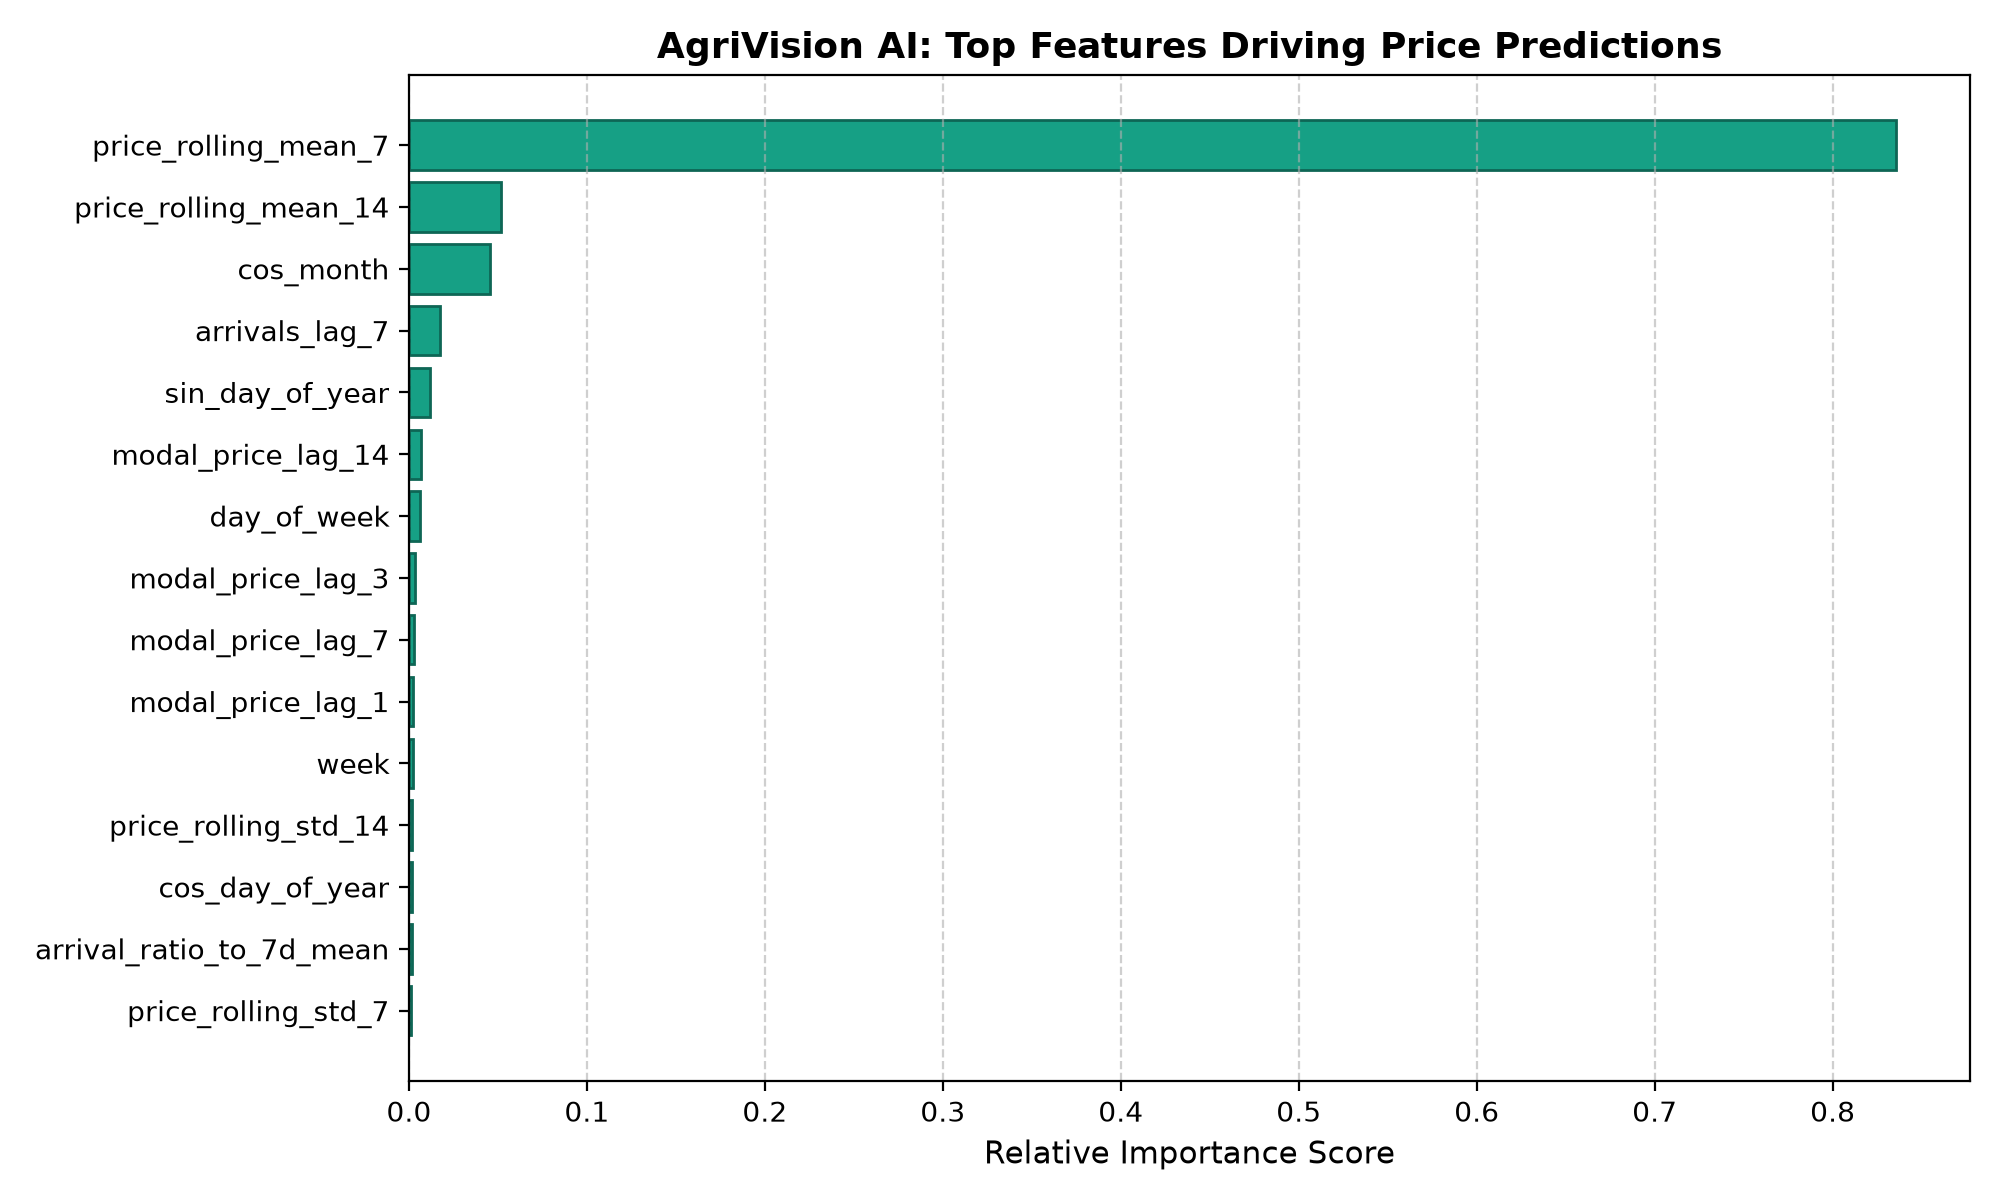 AgriVision AI: Top Features Driving Price Predictions
price_rolling_mean_7
price_rolling_mean_14
cos_month
arrivals_lag_7
sin_day_of_year
modal_price_lag_14
day_of_week
modal_price_lag_3
modal_price_lag_7
modal_price_lag_1
week
price_rolling_std_14
cos_day_of_year
arrival_ratio_to_7d_mean
price_rolling_std_7
0.0 0.1 0.2 0.3 0.4 0.5 0.6 0.7 0.8
Relative Importance Score